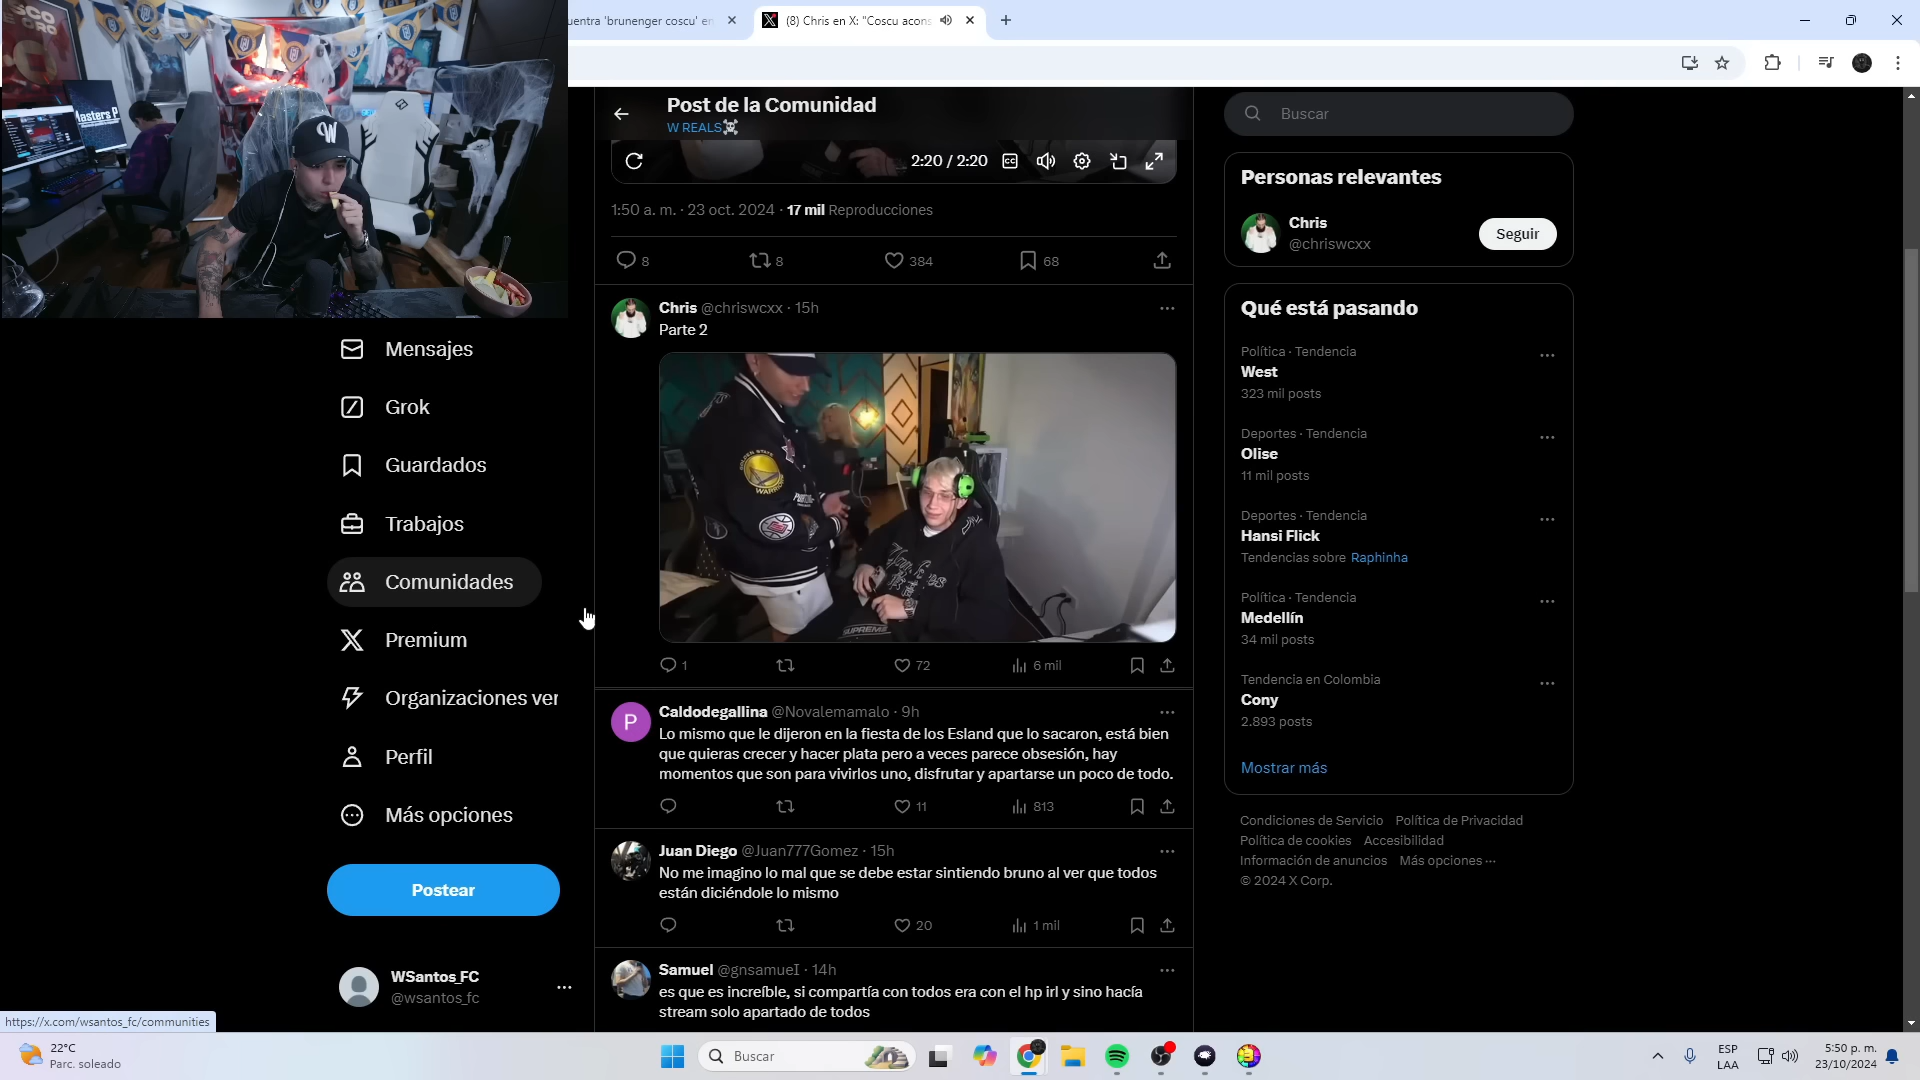 uentra 'brunenger coscu' en
(8) Chris en X: "Coscu acons
SCO
ORO
Masters P
W
Post de la Comunidad
W REALS☠️
2:20 / 2:20
CC
1:50 a. m. · 23 oct. 2024 · 17 mil Reproducciones
8
8
384
68
Chris @chriswcxx · 15h
Parte 2
GOLDEN STATE
WARRIORS
SUPREME
1
72
6 mil
P
Caldodegallina @Novalemamalo · 9h
Lo mismo que le dijeron en la fiesta de los Esland que lo sacaron, está bien
que quieras crecer y hacer plata pero a veces parece obsesión, hay
momentos que son para vivirlos uno, disfrutar y apartarse un poco de todo.
11
813
Juan Diego @Juan777Gomez · 15h
No me imagino lo mal que se debe estar sintiendo bruno al ver que todos
están diciéndole lo mismo
20
1 mil
Samuel @gnsamueI · 14h
es que es increíble, si compartía con todos era con el hp irl y sino hacía
stream solo apartado de todos
Mensajes
Grok
Guardados
Trabajos
Comunidades
Premium
Organizaciones ver
Perfil
Más opciones
Postear
WSantos_FC
@wsantos_fc
https://x.com/wsantos_fc/communities
Buscar
Personas relevantes
Chris
@chriswcxx
Seguir
Qué está pasando
Política · Tendencia
West
323 mil posts
Deportes · Tendencia
Olise
11 mil posts
Deportes · Tendencia
Hansi Flick
Tendencias sobre Raphinha
Política · Tendencia
Medellín
34 mil posts
Tendencia en Colombia
Cony
2.893 posts
Mostrar más
Condiciones de Servicio Política de Privacidad
Política de cookies Accesibilidad
Información de anuncios Más opciones ···
© 2024 X Corp.
22°C
Parc. soleado
Buscar
ESP
LAA
5:50 p. m.
23/10/2024